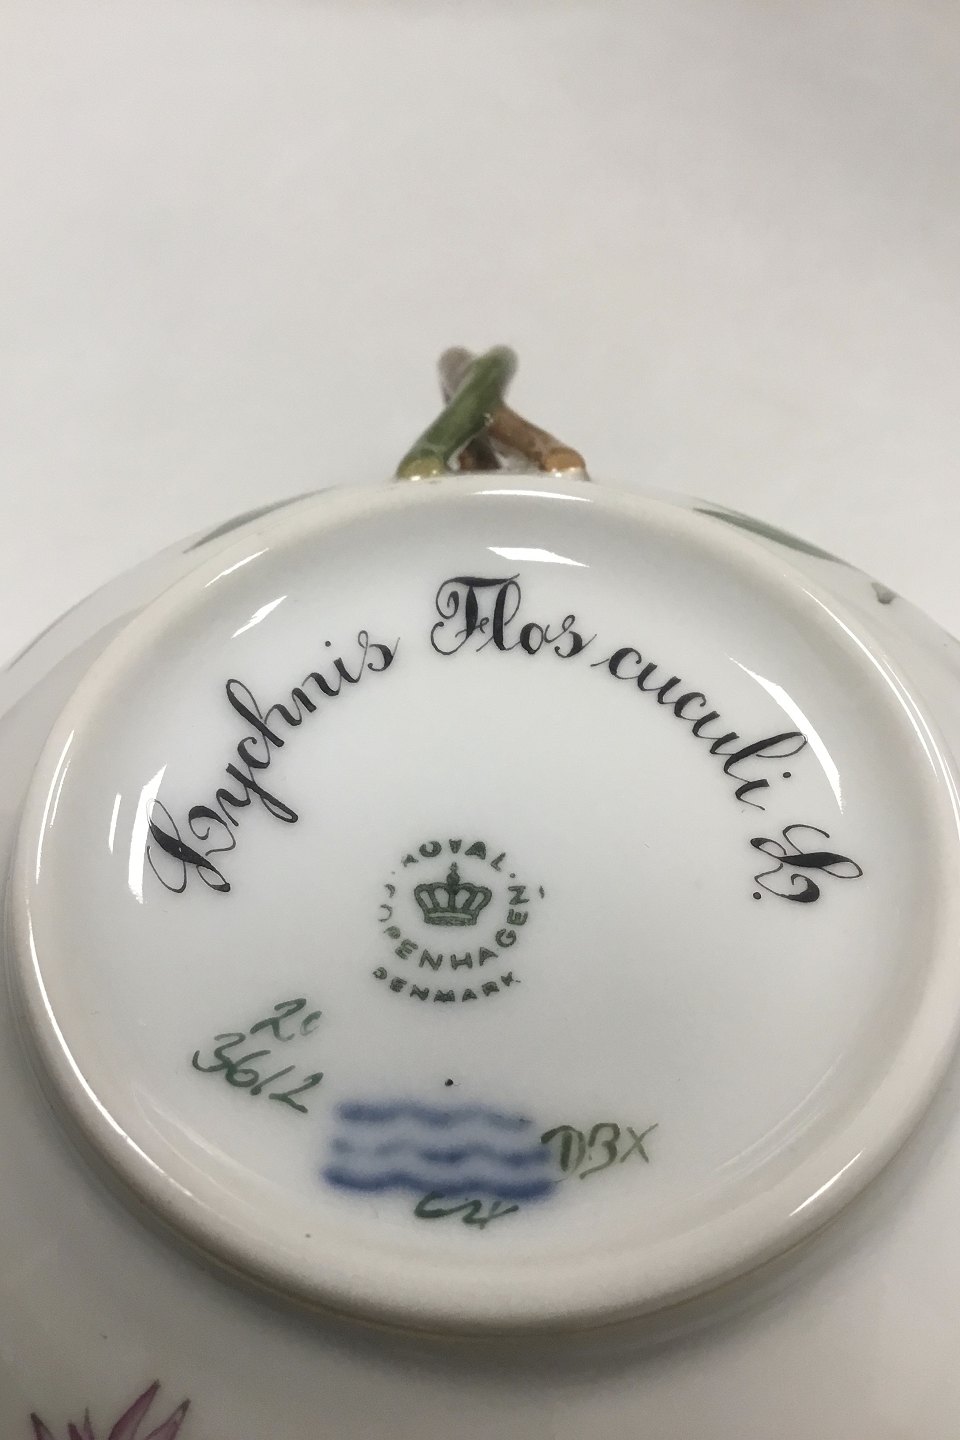 Lychnis Flos cuculi L.
ROYAL
COPENHAGEN
DENMARK
3612
DBX